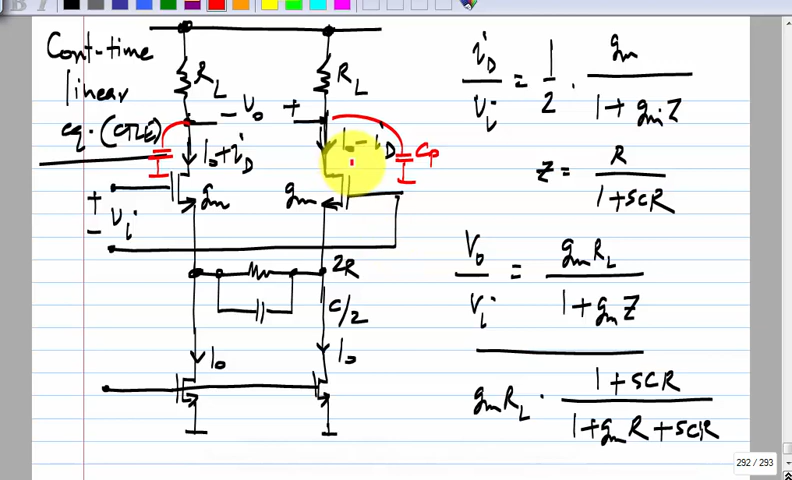 Cont-time
linear
eq. (CTLE)
R_L
R_L
− V_o +
I_o + i_D
I_o − i_D
C_P
+
V_i
−
g_m
g_m
2R
C/2
I_o
I_o
i_D / V_i = 1/2 · g_m / (1 + g_m Z)
Z = R / (1 + SCR)
V_o / V_i = g_m R_L / (1 + g_m Z)
g_m R_L · (1 + SCR) / (1 + g_m R + SCR)
292 / 293